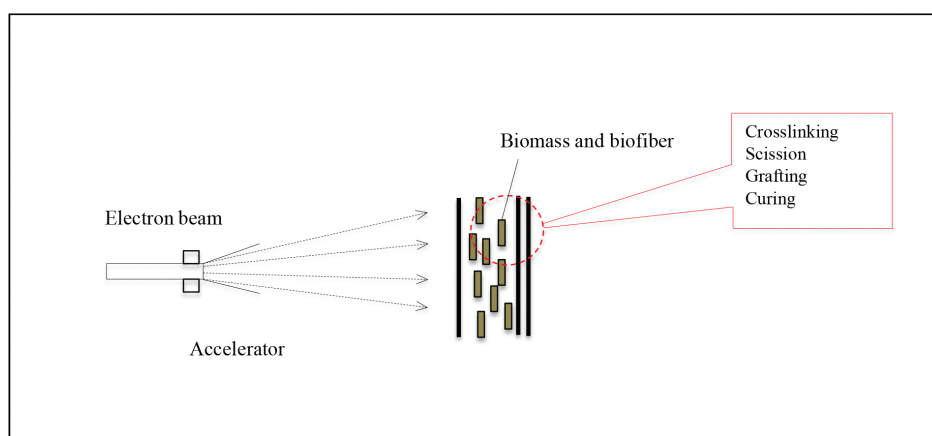 Crosslinking
Scission
Grafting
Curing
Biomass and biofiber
Electron beam
Accelerator